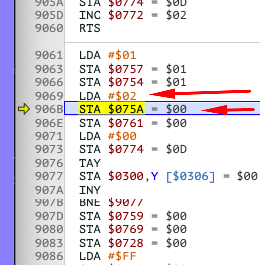 905A STA $0774 = $0D
905D INC $0772 = $02
9060 RTS
9061 LDA #$01
9063 STA $0757 = $01
9066 STA $0754 = $01
9069 LDA #$02
906B STA $075A = $00
906E STA $0761 = $00
9071 LDA #$00
9073 STA $0774 = $0D
9076 TAY
9077 STA $0300,Y [$0306] = $00
907A INY
907B BNE $9077
907D STA $0759 = $00
9080 STA $0769 = $00
9083 STA $0728 = $00
9086 LDA #$FF